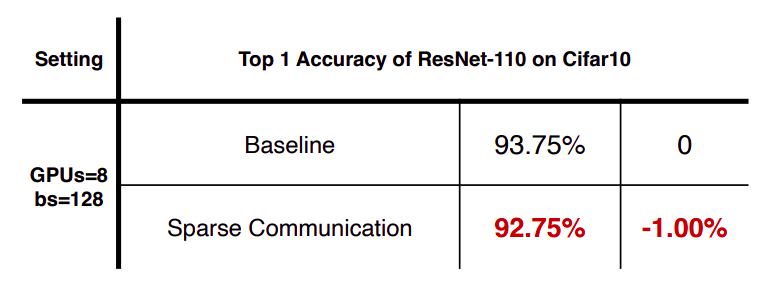 Setting Top 1 Accuracy of ResNet-110 on Cifar10
GPUs=8
bs=128
Baseline 93.75% 0
Sparse Communication 92.75% -1.00%